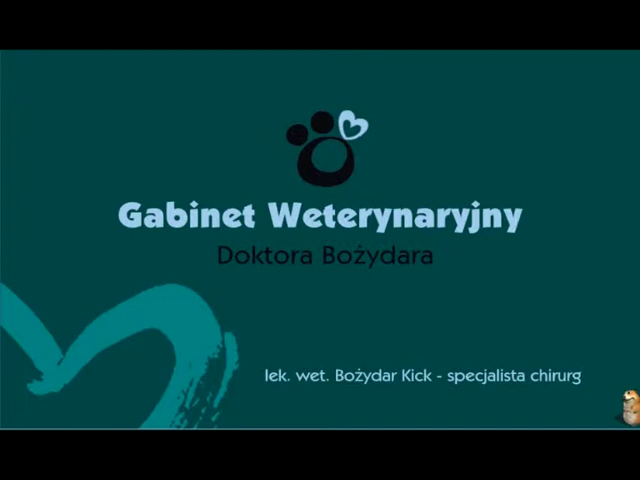 Gabinet Weterynaryjny
Doktora Bożydara
lek. wet. Bożydar Kick - specjalista chirurg